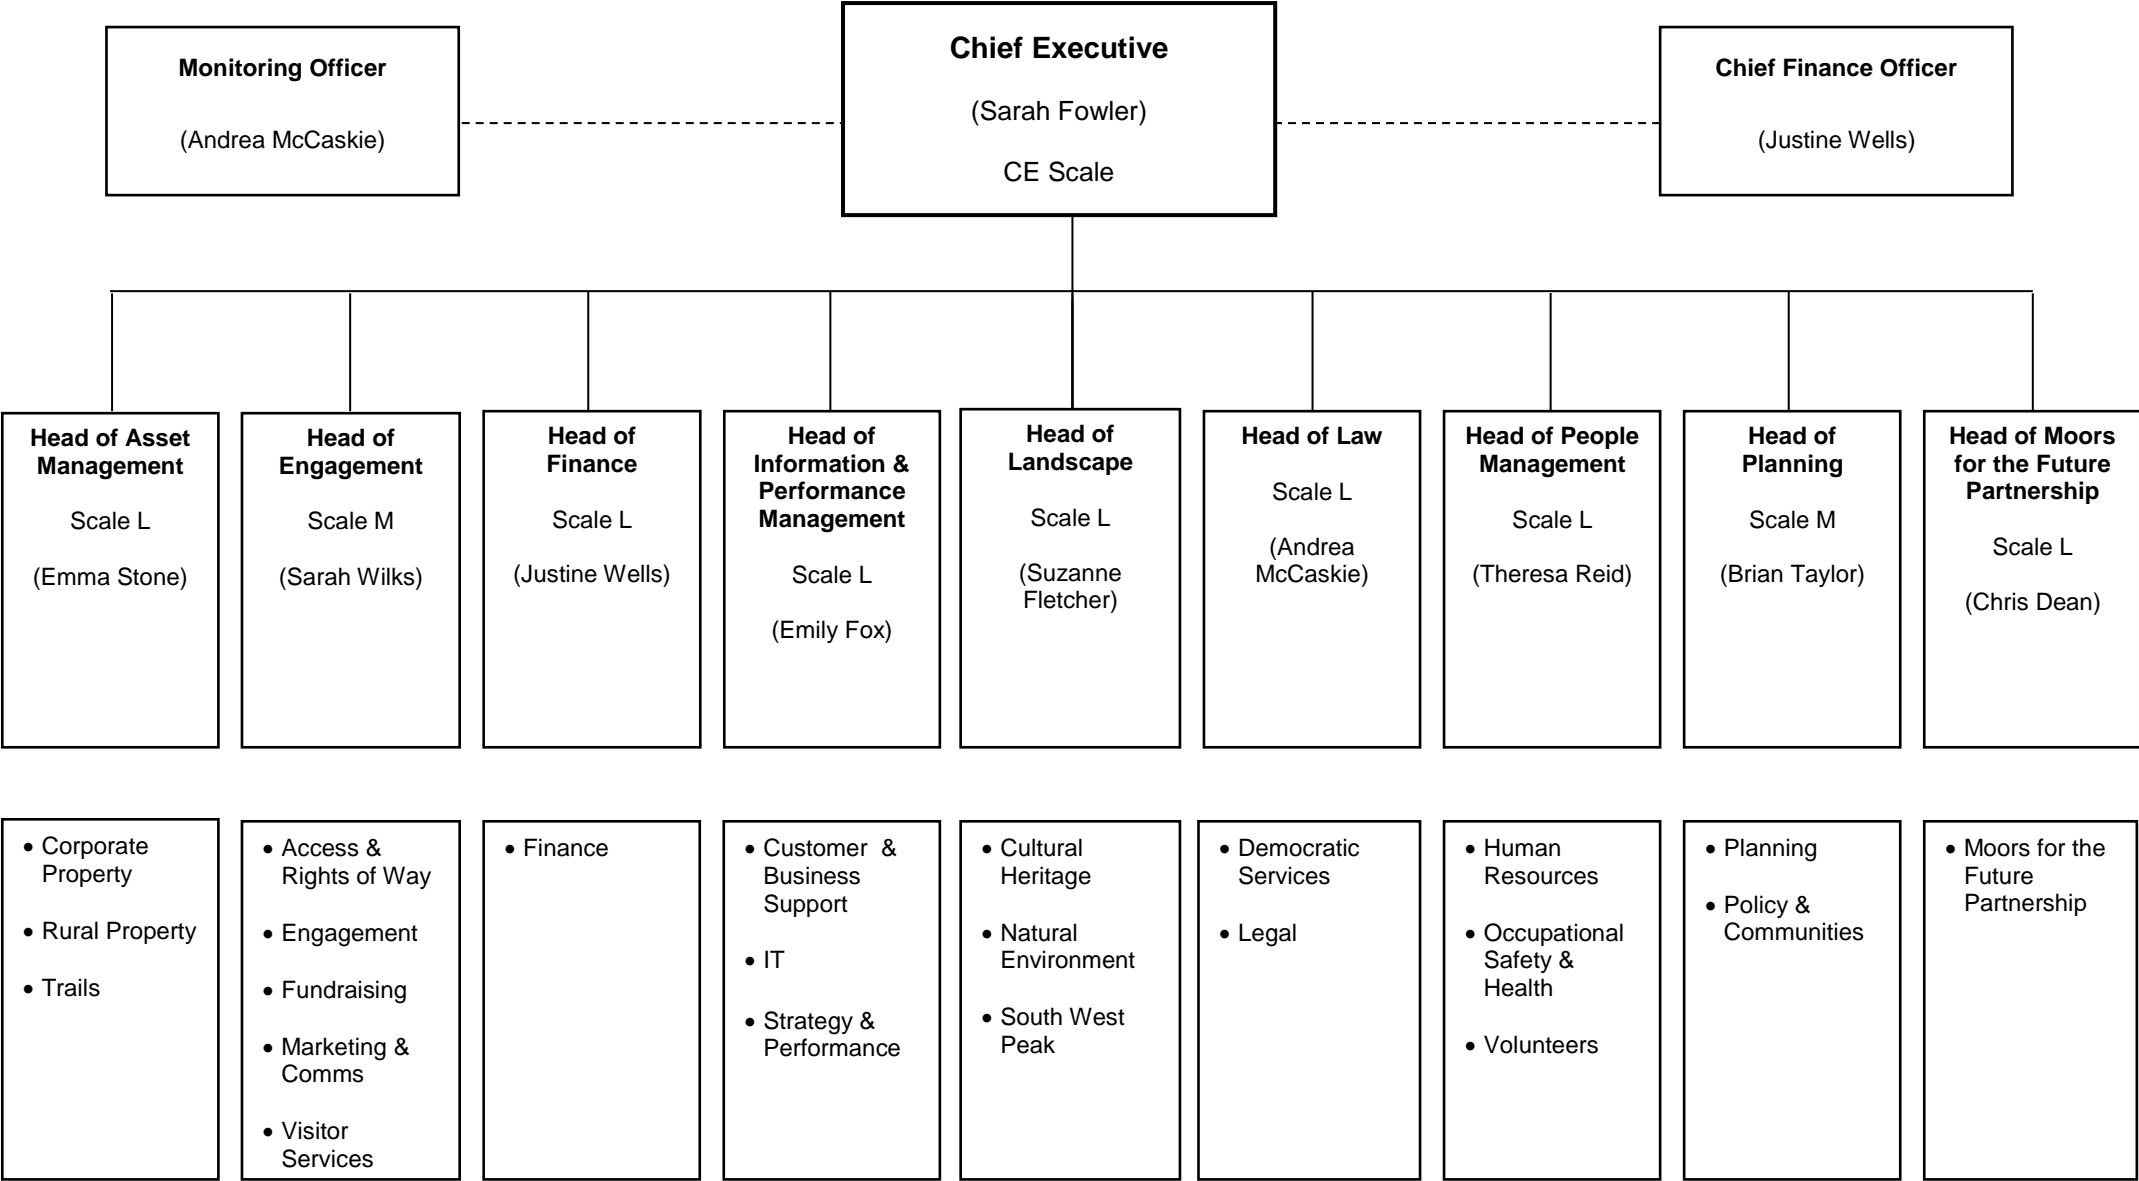 Monitoring Officer
(Andrea McCaskie)
Chief Executive
(Sarah Fowler)
CE Scale
Chief Finance Officer
(Justine Wells)
Head of Asset
Management
Scale L
(Emma Stone)
Head of
Engagement
Scale M
(Sarah Wilks)
Head of
Finance
Scale L
(Justine Wells)
Head of
Information &
Performance
Management
Scale L
(Emily Fox)
Head of
Landscape
Scale L
(Suzanne
Fletcher)
Head of Law
Scale L
(Andrea
McCaskie)
Head of People
Management
Scale L
(Theresa Reid)
Head of
Planning
Scale M
(Brian Taylor)
Head of Moors
for the Future
Partnership
Scale L
(Chris Dean)
• Corporate
Property
• Rural Property
• Trails
• Access &
Rights of Way
• Engagement
• Fundraising
• Marketing &
Comms
• Visitor
Services
• Finance
• Customer &
Business
Support
• IT
• Strategy &
Performance
• Cultural
Heritage
• Natural
Environment
• South West
Peak
• Democratic
Services
• Legal
• Human
Resources
• Occupational
Safety &
Health
• Volunteers
• Planning
• Policy &
Communities
• Moors for the
Future
Partnership